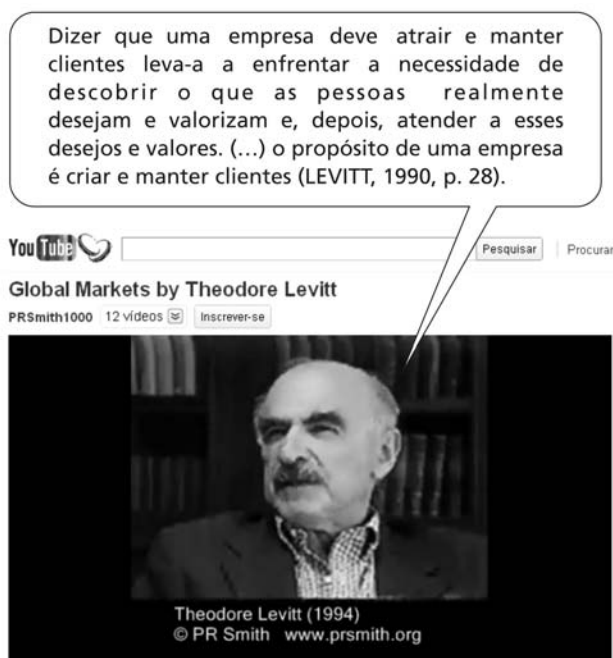 Dizer que uma empresa deve atrair e manter
clientes leva-a a enfrentar a necessidade de
descobrir o que as pessoas realmente
desejam e valorizam e, depois, atender a esses
desejos e valores. (...) o propósito de uma empresa
é criar e manter clientes (LEVITT, 1990, p. 28).
YouTube Pesquisar Procurar
Global Markets by Theodore Levitt
PRSmith1000 12 vídeos Inscrever-se
Theodore Levitt (1994)
© PR Smith www.prsmith.org